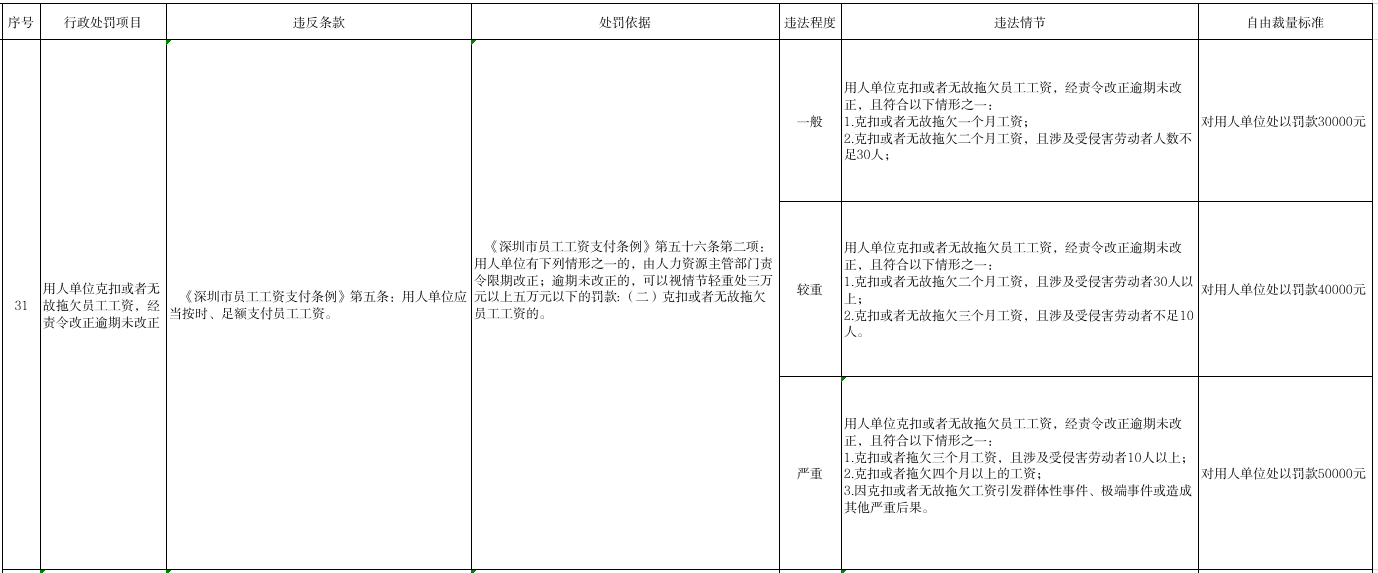 序号
行政处罚项目
违反条款
处罚依据
违法程度
违法情节
自由裁量标准
31
用人单位克扣或者无
故拖欠员工工资，经
责令改正逾期未改正
《深圳市员工工资支付条例》第五条：用人单位应
当按时、足额支付员工工资。
《深圳市员工工资支付条例》第五十六条第二项：
用人单位有下列情形之一的，由人力资源主管部门责
令限期改正；逾期未改正的，可以视情节轻重处三万
元以上五万元以下的罚款：（二）克扣或者无故拖欠
员工工资的。
一般
用人单位克扣或者无故拖欠员工工资，经责令改正逾期未改
正，且符合以下情形之一：
1.克扣或者无故拖欠一个月工资；
2.克扣或者无故拖欠二个月工资，且涉及受侵害劳动者人数不
足30人；
对用人单位处以罚款30000元
较重
用人单位克扣或者无故拖欠员工工资，经责令改正逾期未改
正，且符合以下情形之一：
1.克扣或者无故拖欠二个月工资，且涉及受侵害劳动者30人以
上；
2.克扣或者无故拖欠三个月工资，且涉及受侵害劳动者不足10
人。
对用人单位处以罚款40000元
严重
用人单位克扣或者无故拖欠员工工资，经责令改正逾期未改
正，且符合以下情形之一：
1.克扣或者拖欠三个月工资，且涉及受侵害劳动者10人以上；
2.克扣或者拖欠四个月以上的工资；
3.因克扣或者无故拖欠工资引发群体性事件、极端事件或造成
其他严重后果。
对用人单位处以罚款50000元